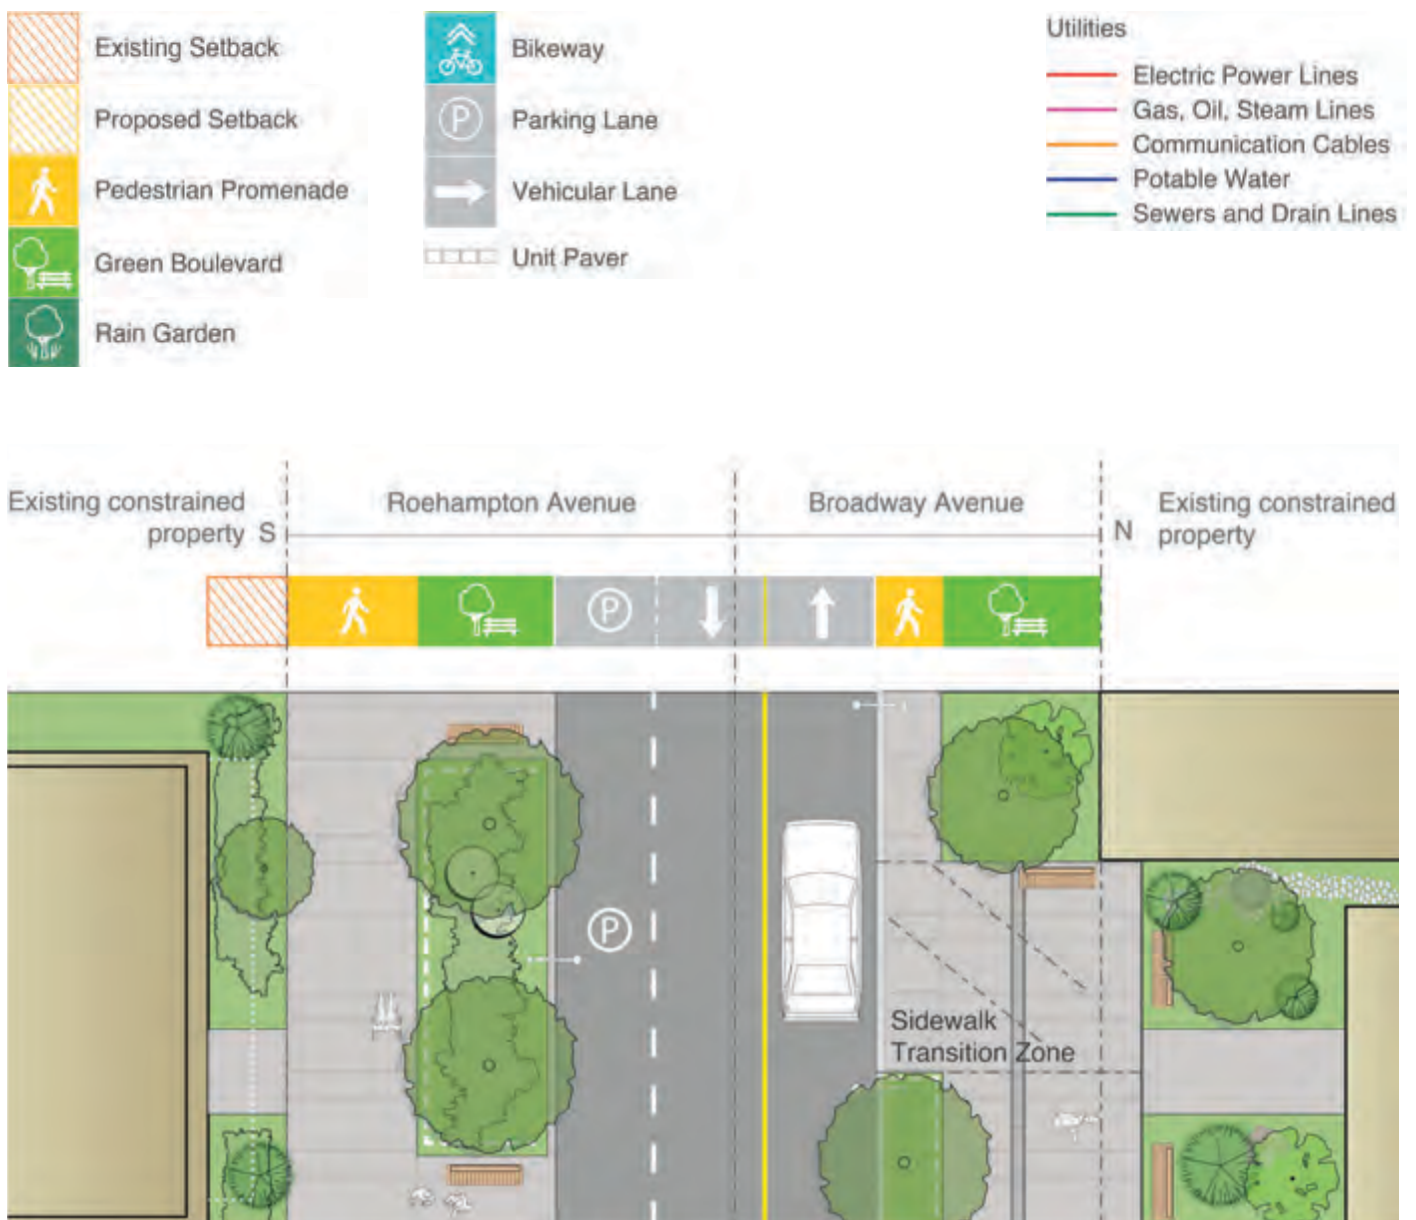 Existing Setback
Proposed Setback
Pedestrian Promenade
Green Boulevard
Rain Garden
Bikeway
P
Parking Lane
Vehicular Lane
Unit Paver
Utilities
Electric Power Lines
Gas, Oil, Steam Lines
Communication Cables
Potable Water
Sewers and Drain Lines
Existing constrained
property S
Roehampton Avenue
Broadway Avenue
N
Existing constrained
property
P
P
Sidewalk
Transition Zone